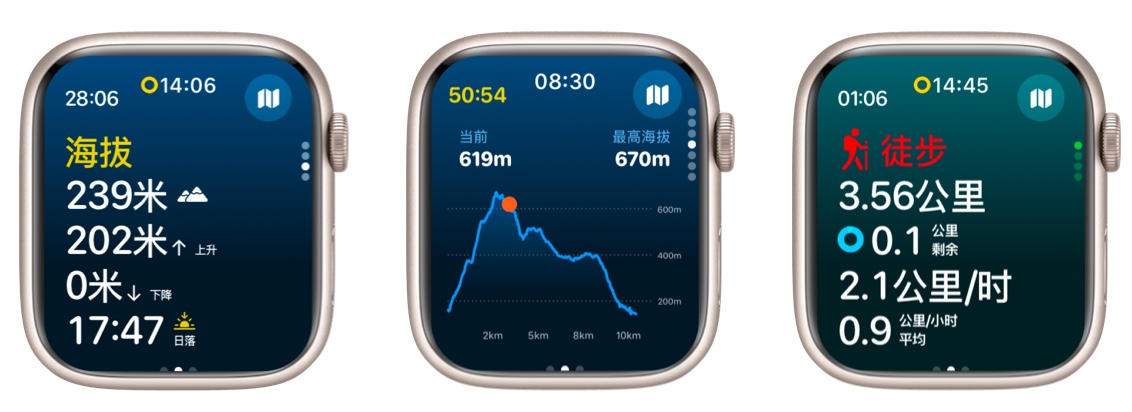 28:06
14:06
海拔
239米
202米↑ 上升
0米↓ 下降
17:47
日落
50:54
08:30
当前
619m
最高海拔
670m
600m
400m
200m
2km 5km 8km 10km
01:06
14:45
徒步
3.56公里
0.1 公里
剩余
2.1公里/时
0.9 公里/小时
平均